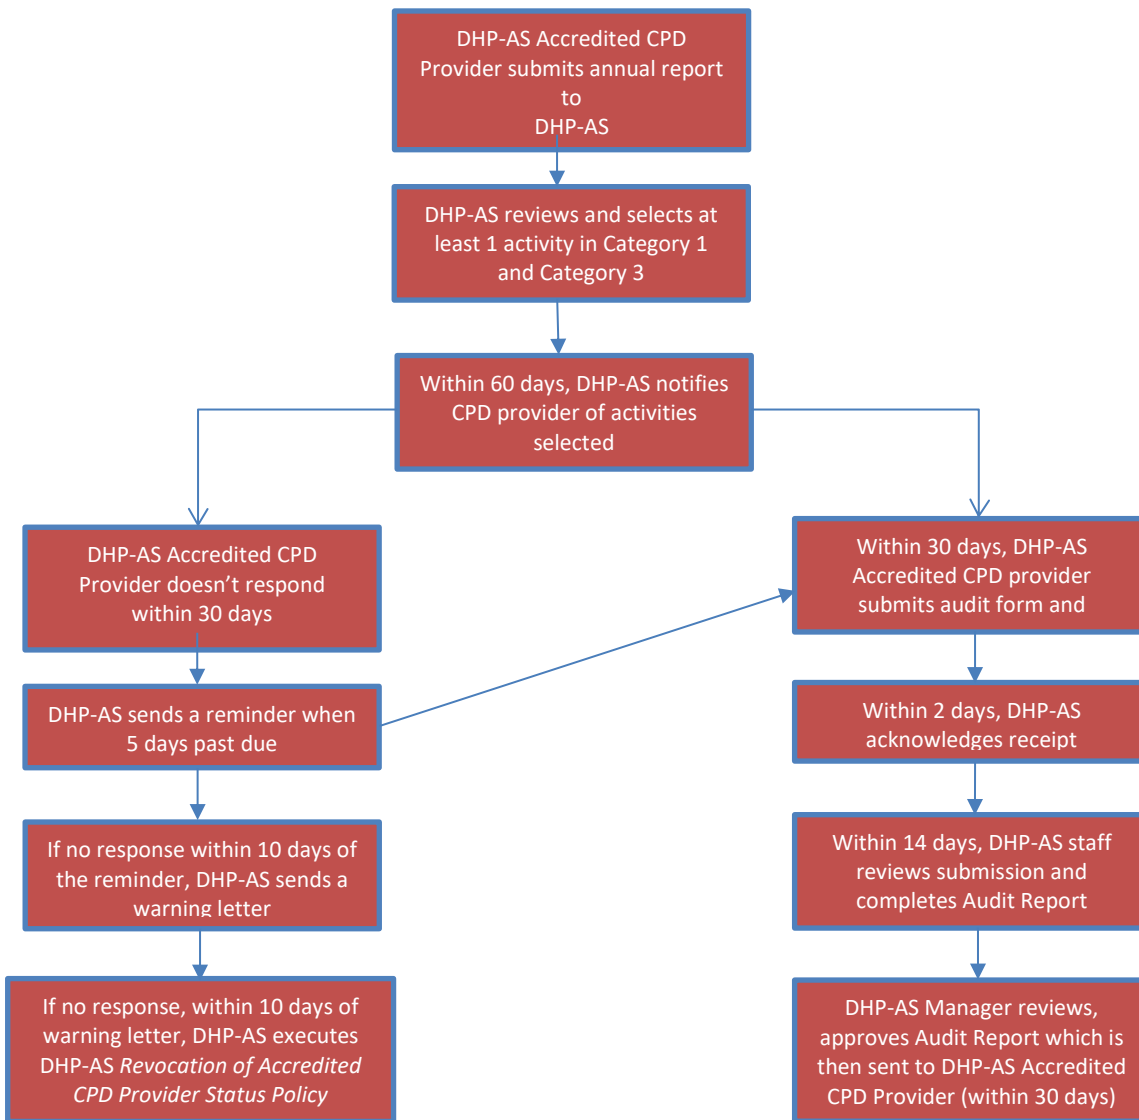 DHP-AS Accredited CPD
Provider submits annual report
to
DHP-AS
DHP-AS reviews and selects at
least 1 activity in Category 1
and Category 3
Within 60 days, DHP-AS notifies
CPD provider of activities
selected
DHP-AS Accredited CPD
Provider doesn’t respond
within 30 days
DHP-AS sends a reminder when
5 days past due
If no response within 10 days of
the reminder, DHP-AS sends a
warning letter
If no response, within 10 days of
warning letter, DHP-AS executes
DHP-AS Revocation of Accredited
CPD Provider Status Policy
Within 30 days, DHP-AS
Accredited CPD provider
submits audit form and
Within 2 days, DHP-AS
acknowledges receipt
Within 14 days, DHP-AS staff
reviews submission and
completes Audit Report
DHP-AS Manager reviews,
approves Audit Report which is
then sent to DHP-AS Accredited
CPD Provider (within 30 days)